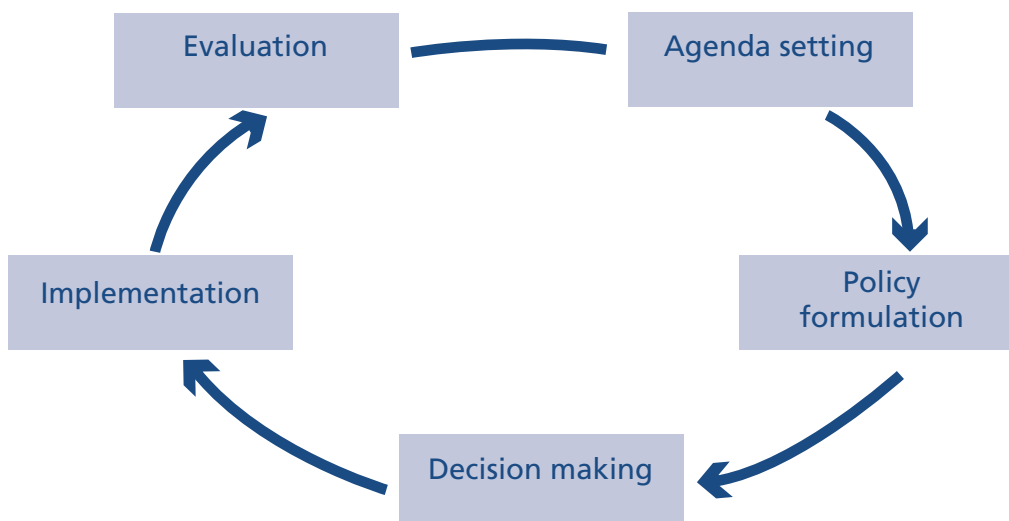 Evaluation
Agenda setting
Implementation
Policy
formulation
Decision making